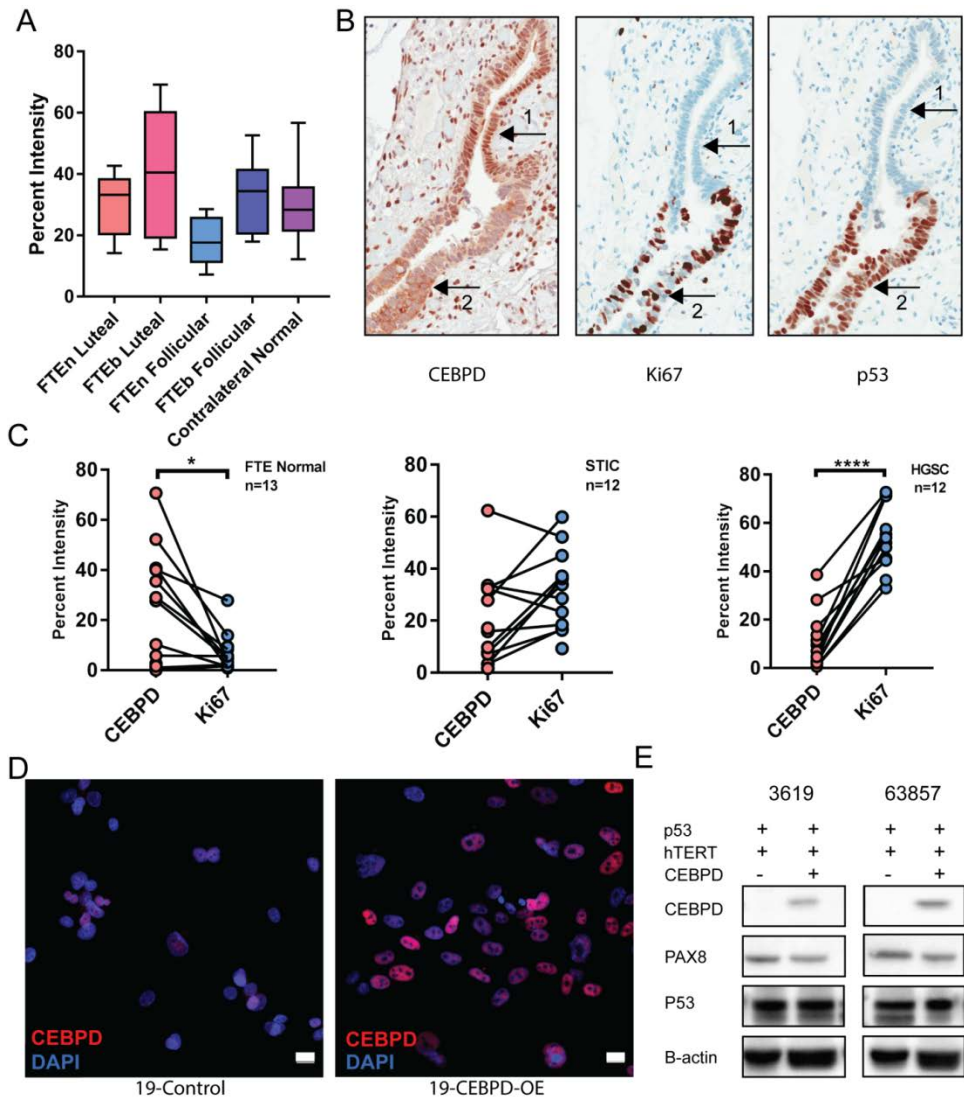 A
80
60
40
20
0
Percent Intensity
FTEn Luteal
FTEb Luteal
FTEn Follicular
FTEb Follicular
Contralateral Normal
B
1
2
1
2
1
2
CEBPD
Ki67
p53
C
80
60
40
20
0
Percent Intensity
*
FTE Normal
n=13
CEBPD
Ki67
80
60
40
20
0
Percent Intensity
STIC
n=12
CEBPD
Ki67
80
60
40
20
0
Percent Intensity
****
HGSC
n=12
CEBPD
Ki67
D
CEBPD
DAPI
19-Control
CEBPD
DAPI
19-CEBPD-OE
E
3619 63857
p53 + + + +
hTERT + + + +
CEBPD - + - +
CEBPD
PAX8
P53
B-actin